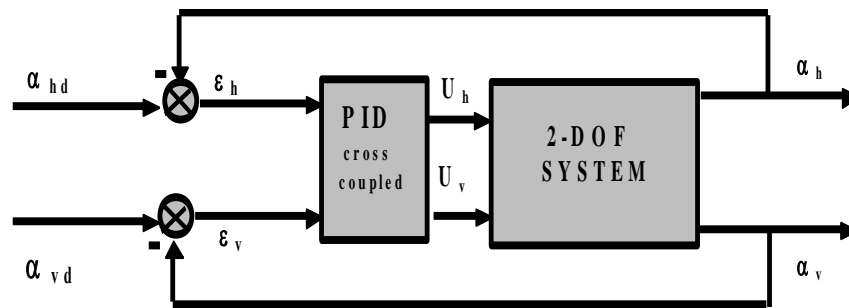 α h
α hd
ε h
U h
PID
cross
coupled
2-DOF
SYSTEM
U v
α vd
ε v
α v